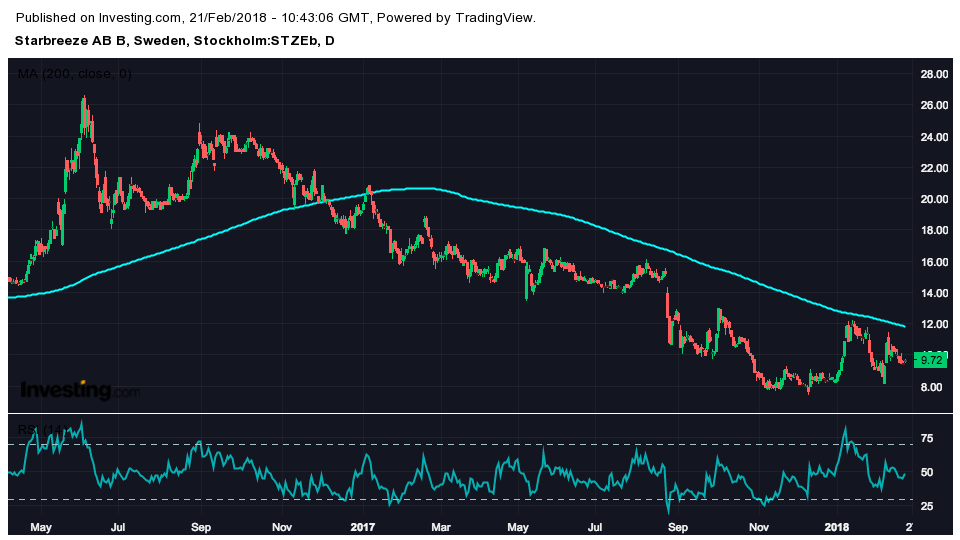 Published on Investing.com, 21/Feb/2018 - 10:43:06 GMT, Powered by TradingView.
Starbreeze AB B, Sweden, Stockholm:STZEb, D
MA (200, close, 0)
28.00
26.00
24.00
22.00
20.00
18.00
16.00
14.00
12.00
10.00
9.72
8.00
Investing.com
RSI (14)
75
50
25
May Jul Sep Nov 2017 Mar May Jul Sep Nov 2018